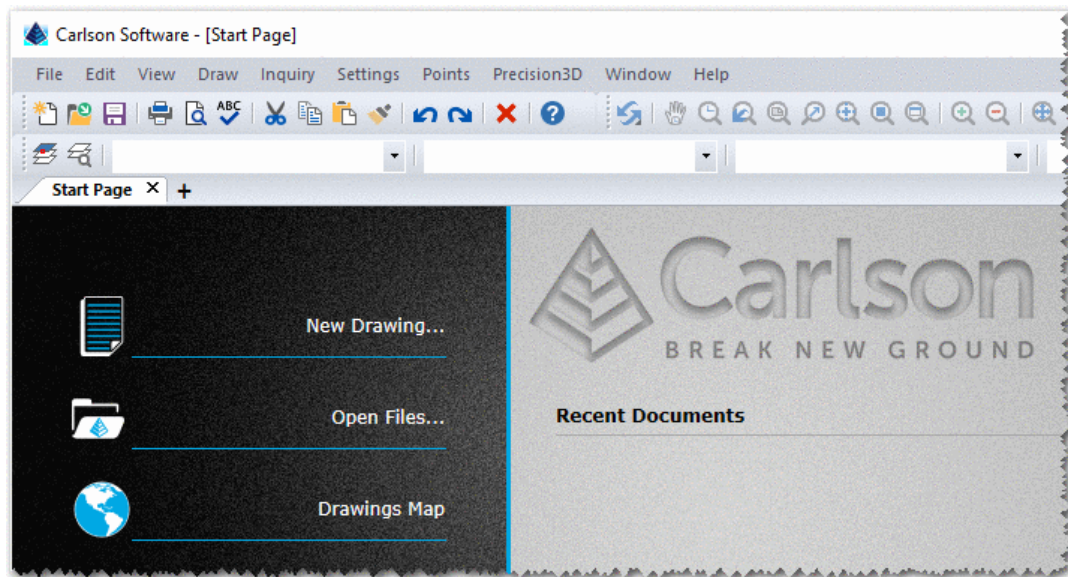 Carlson Software - [Start Page]
File Edit View Draw Inquiry Settings Points Precision3D Window Help
ABC
Start Page
New Drawing...
Open Files...
Drawings Map
Carlson
BREAK NEW GROUND
Recent Documents